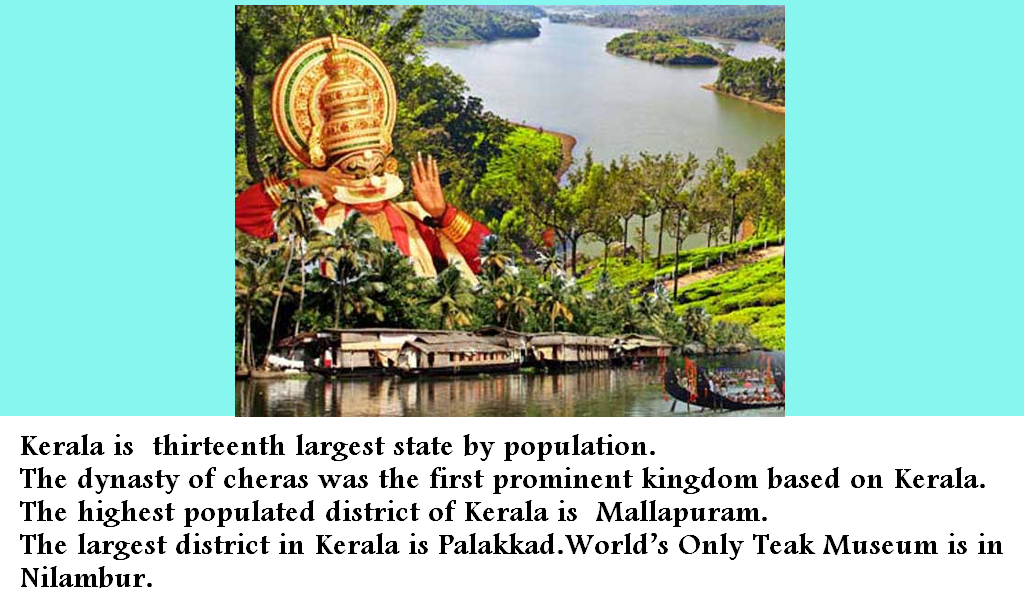 Kerala is  thirteenth largest state by population.
The dynasty of cheras was the first prominent kingdom based on Kerala.
The highest populated district of Kerala is  Mallapuram.
The largest district in Kerala is Palakkad.World's Only Teak Museum is in
Nilambur.